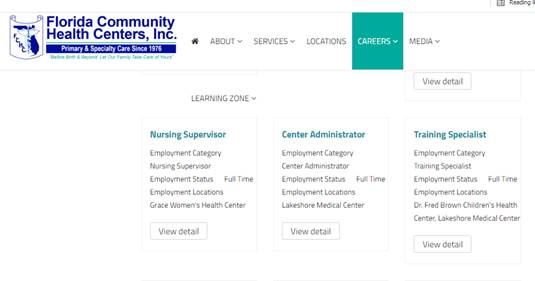 Reading li
Florida Community
Health Centers, Inc.
Primary & Specialty Care Since 1976
"Before Birth & Beyond, Let Our Family Take Care of Yours"
ABOUT
SERVICES
LOCATIONS
CAREERS
MEDIA
View detail
LEARNING ZONE
Nursing Supervisor
Employment Category
Nursing Supervisor
Employment Status Full Time
Employment Locations
Grace Women's Health Center
View detail
Center Administrator
Employment Category
Center Administrator
Employment Status Full Time
Employment Locations
Lakeshore Medical Center
View detail
Training Specialist
Employment Category
Training Specialist
Employment Status Full Time
Employment Locations
Dr. Fred Brown Children's Health
Center, Lakeshore Medical Center
View detail